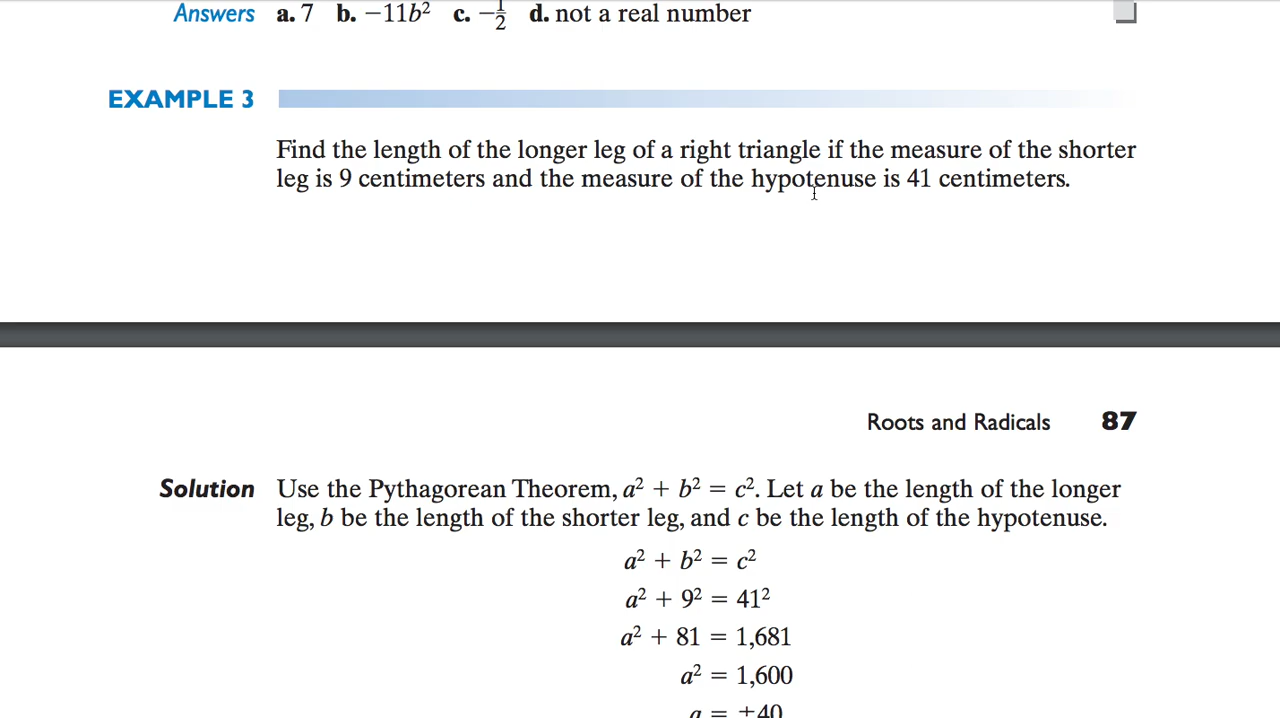 Answers a. 7 b. −11b² c. −½ d. not a real number
EXAMPLE 3
Find the length of the longer leg of a right triangle if the measure of the shorter
leg is 9 centimeters and the measure of the hypotenuse is 41 centimeters.
Roots and Radicals 87
Solution Use the Pythagorean Theorem, a² + b² = c². Let a be the length of the longer
leg, b be the length of the shorter leg, and c be the length of the hypotenuse.
a² + b² = c²
a² + 9² = 41²
a² + 81 = 1,681
a² = 1,600
a = ±40